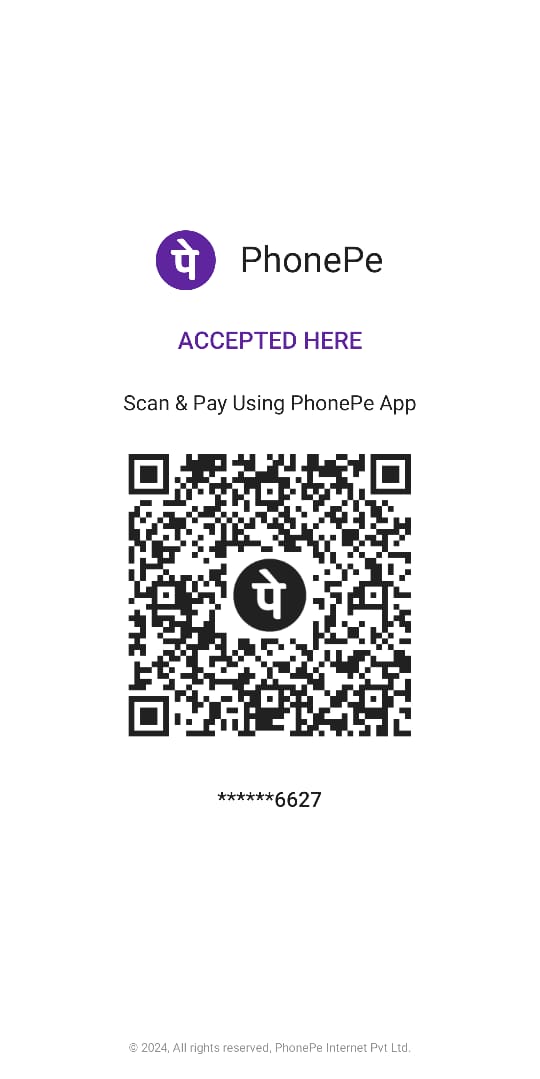 पे PhonePe
ACCEPTED HERE
Scan & Pay Using PhonePe App
पे
******6627
© 2024, All rights reserved, PhonePe Internet Pvt Ltd.